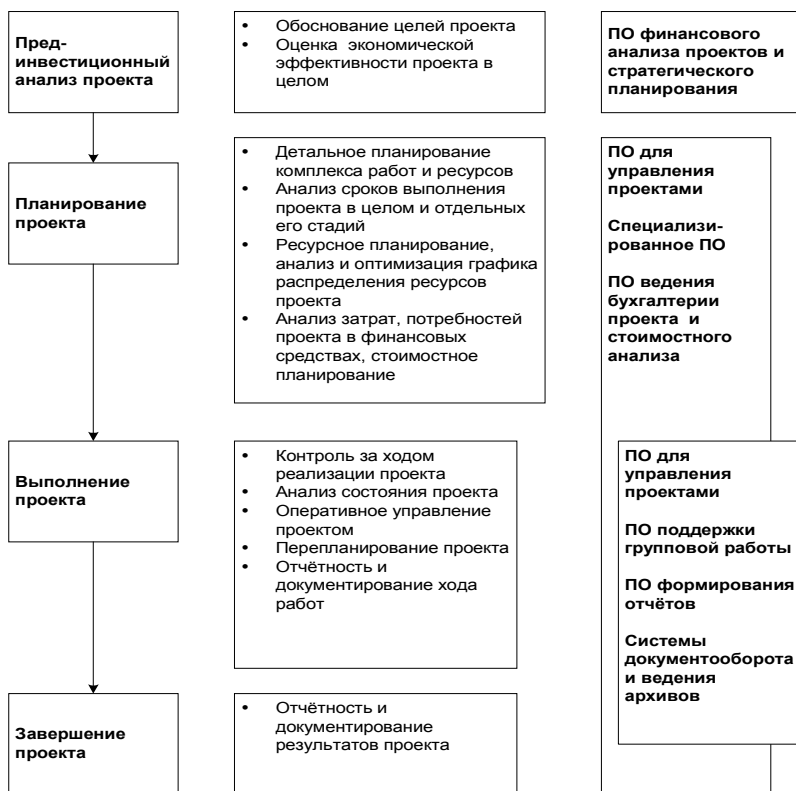 Пред-
инвестиционный
анализ проекта
• Обоснование целей проекта
• Оценка экономической
эффективности проекта в
целом
ПО финансового
анализа проектов и
стратегического
планирования
Планирование
проекта
• Детальное планирование
комплекса работ и ресурсов
• Анализ сроков выполнения
проекта в целом и отдельных
его стадий
• Ресурсное планирование,
анализ и оптимизация графика
распределения ресурсов
проекта
• Анализ затрат, потребностей
проекта в финансовых
средствах, стоимостное
планирование
ПО для
управления
проектами
Специализи-
рованное ПО
ПО ведения
бухгалтерии
проекта и
стоимостного
анализа
Выполнение
проекта
• Контроль за ходом
реализации проекта
• Анализ состояния проекта
• Оперативное управление
проектом
• Перепланирование проекта
• Отчётность и
документирование хода
работ
ПО для
управления
проектами
ПО поддержки
групповой работы
ПО формирования
отчётов
Системы
документооборота
и ведения
архивов
Завершение
проекта
• Отчётность и
документирование
результатов проекта